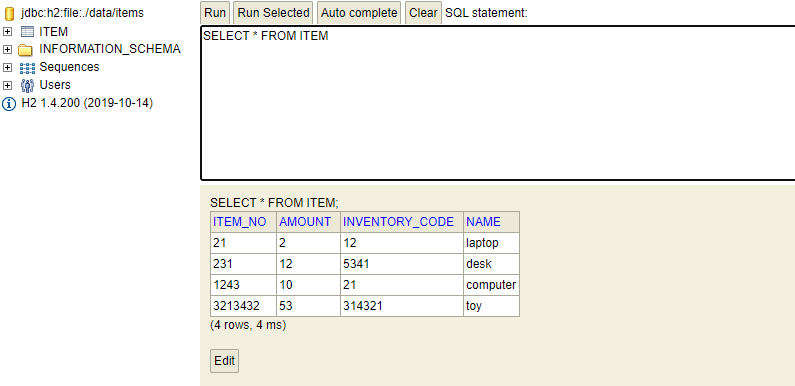 jdbc:h2:file:./data/items
ITEM
INFORMATION_SCHEMA
Sequences
Users
H2 1.4.200 (2019-10-14)
Run Run Selected Auto complete Clear SQL statement:
SELECT * FROM ITEM
SELECT * FROM ITEM;
ITEM_NO AMOUNT INVENTORY_CODE NAME
21 2 12 laptop
231 12 5341 desk
1243 10 21 computer
3213432 53 314321 toy
(4 rows, 4 ms)
Edit